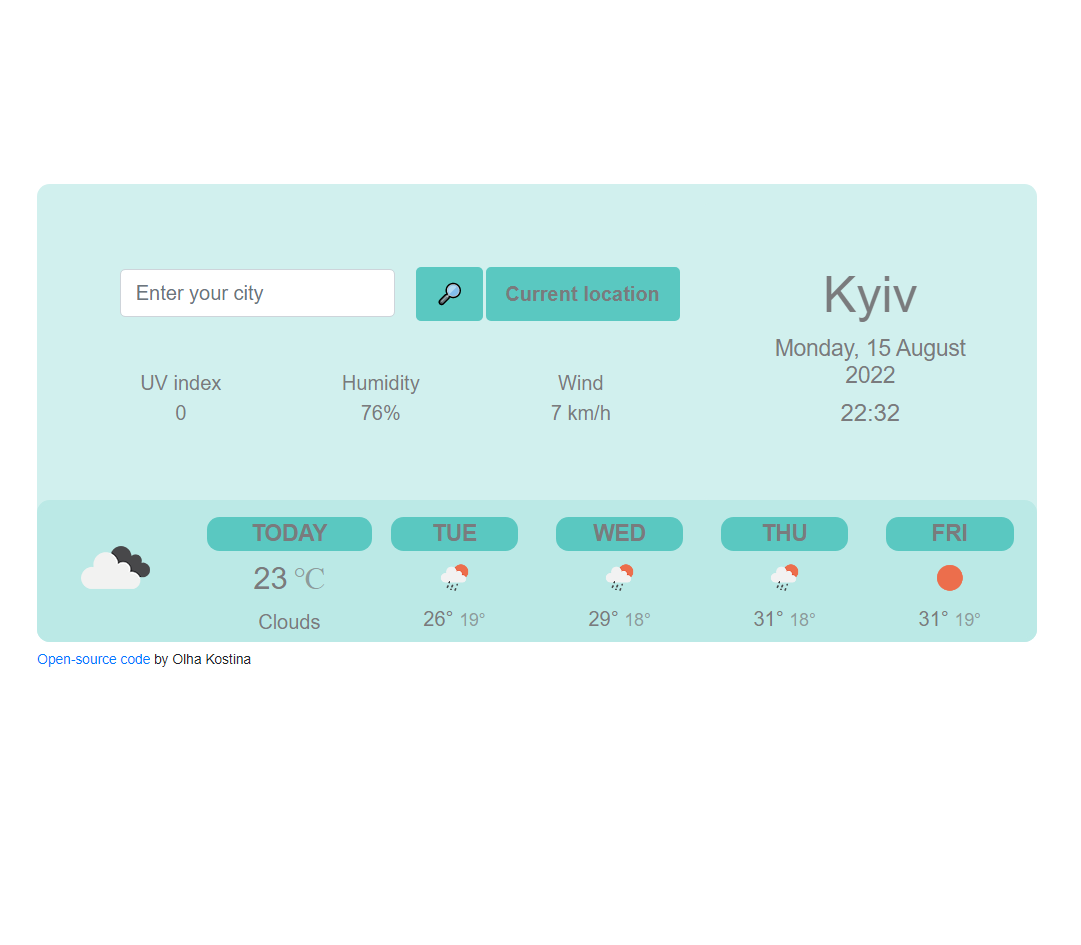 Enter your city
Current location
Kyiv
Monday, 15 August
2022
22:32
UV index
0
Humidity
76%
Wind
7 km/h
TODAY
23 °C
Clouds
TUE
26° 19°
WED
29° 18°
THU
31° 18°
FRI
31° 19°
Open-source code by Olha Kostina